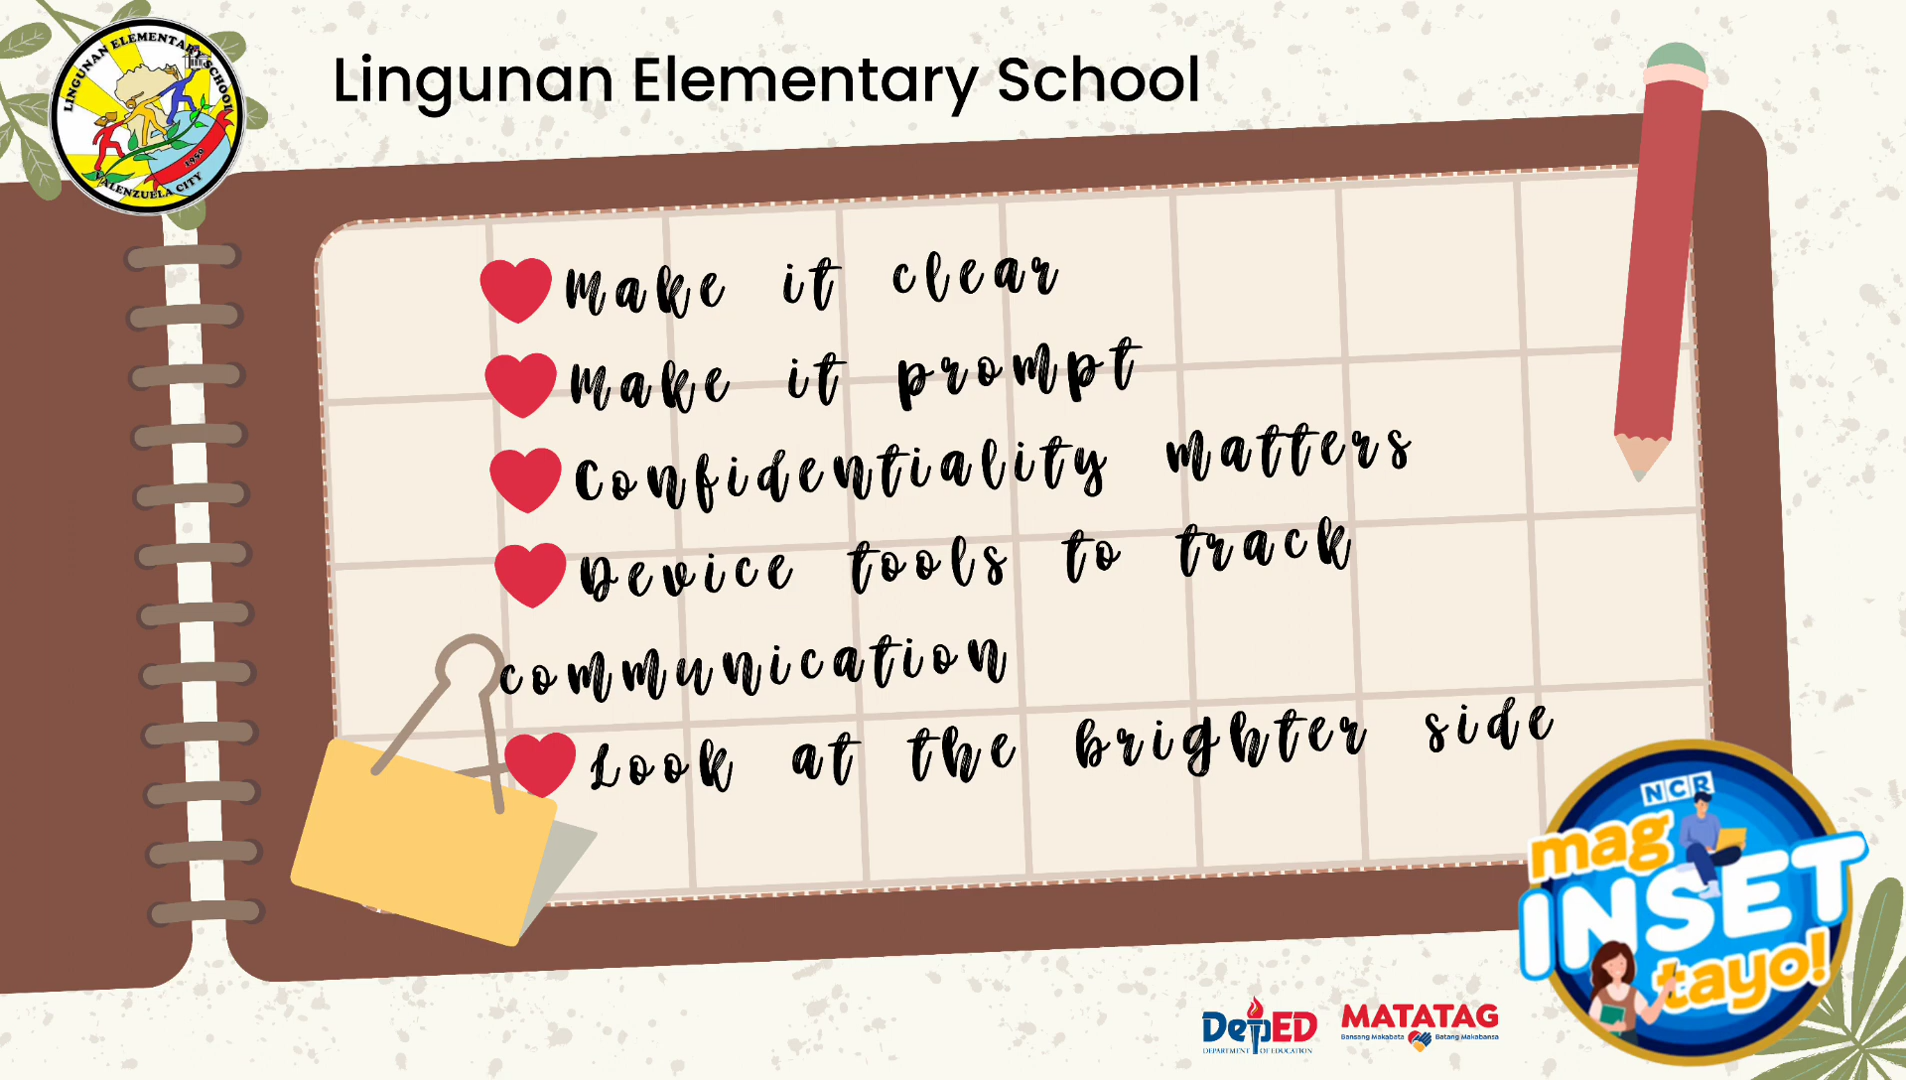 LINGUNAN ELEMENTARY SCHOOL
1959
VALENZUELA CITY
Lingunan Elementary School
Make it clear
Make it prompt
Confidentiality matters
Device tools to track
communication
Look at the brighter side
NCR
mag
INSET
tayo!
DepED
DEPARTMENT OF EDUCATION
MATATAG
Bansang Makabata Batang Makabansa